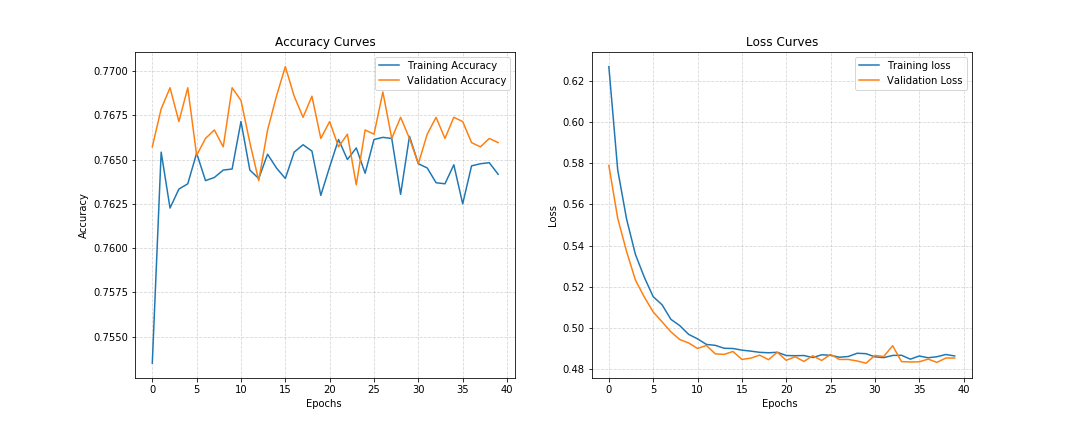 Accuracy Curves
Training Accuracy
Validation Accuracy
0.7700
0.7675
0.7650
0.7625
0.7600
0.7575
0.7550
Accuracy
0 5 10 15 20 25 30 35 40
Epochs
Loss Curves
Training loss
Validation Loss
0.62
0.60
0.58
0.56
0.54
0.52
0.50
0.48
Loss
0 5 10 15 20 25 30 35 40
Epochs